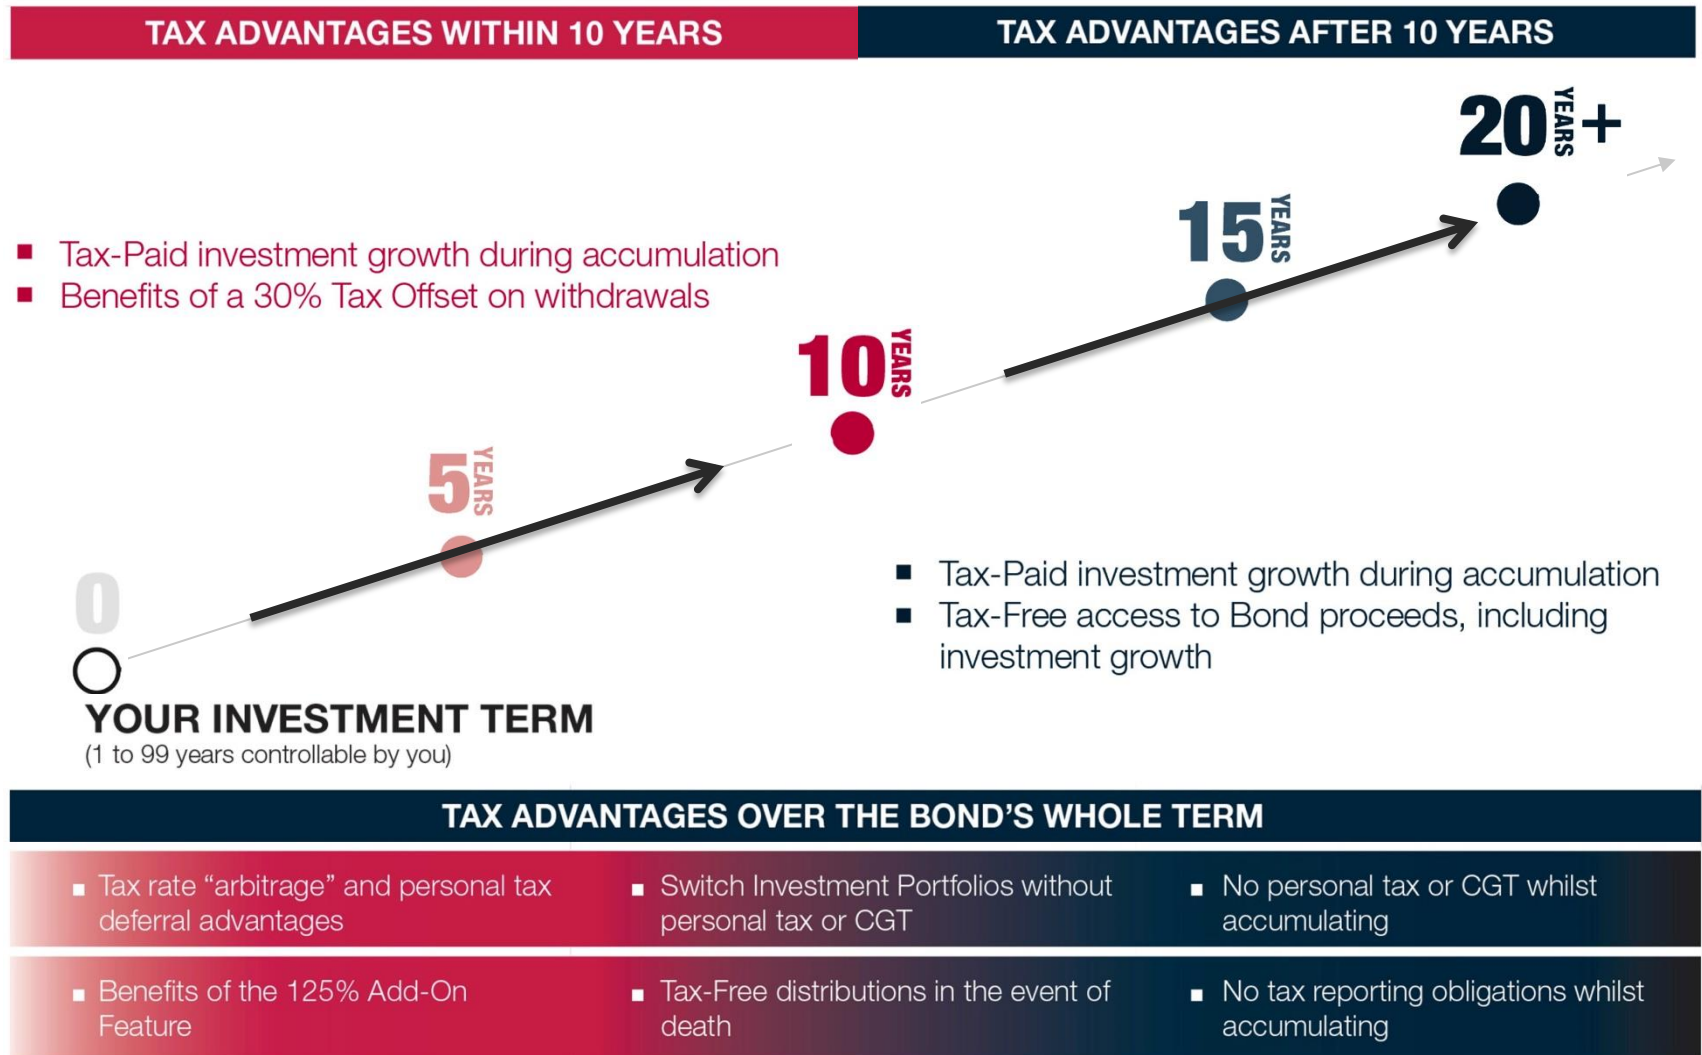 TAX ADVANTAGES WITHIN 10 YEARS
TAX ADVANTAGES AFTER 10 YEARS
20 YEARS +
15 YEARS
▪ Tax-Paid investment growth during accumulation
▪ Benefits of a 30% Tax Offset on withdrawals
10 YEARS
5 YEARS
0
▪ Tax-Paid investment growth during accumulation
▪ Tax-Free access to Bond proceeds, including
investment growth
YOUR INVESTMENT TERM
(1 to 99 years controllable by you)
TAX ADVANTAGES OVER THE BOND’S WHOLE TERM
▪ Tax rate “arbitrage” and personal tax
deferral advantages
▪ Switch Investment Portfolios without
personal tax or CGT
▪ No personal tax or CGT whilst
accumulating
▪ Benefits of the 125% Add-On
Feature
▪ Tax-Free distributions in the event of
death
▪ No tax reporting obligations whilst
accumulating